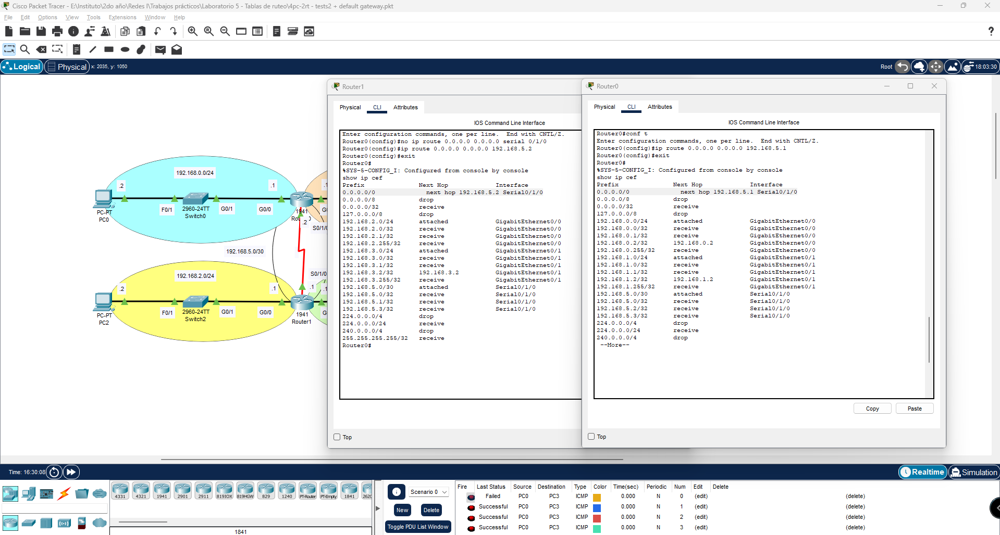 Cisco Packet Tracer - E:\Instituto\2do año\Redes I\Trabajos prácticos\Laboratorio 5 - Tablas de ruteo\4pc-2rt - tests2 + default gateway.pkt
File Edit Options View Tools Extensions Window Help
Logical Physical x: 2035, y: 1050
Root 18:03:30
192.168.0.0/24
.2
.1
PC-PT
PC0
F0/1
2960-24TT
Switch0
G0/1
G0/0
1941
.2
S0/1/0
192.168.5.0/30
192.168.2.0/24
S0/1/0
.2
.1
.1
.1
PC-PT
PC2
F0/1
2960-24TT
Switch2
G0/1
G0/0
1941
Router1
Router1
Physical CLI Attributes
IOS Command Line Interface
Enter configuration commands, one per line. End with CNTL/Z.
Router0(config)#no ip route 0.0.0.0 0.0.0.0 serial 0/1/0
Router0(config)#ip route 0.0.0.0 0.0.0.0 192.168.5.2
Router0(config)#exit
Router0#
%SYS-5-CONFIG_I: Configured from console by console
show ip cef
Prefix Next Hop Interface
0.0.0.0/0 next hop 192.168.5.2 Serial0/1/0
0.0.0.0/8 drop
0.0.0.0/32 receive
127.0.0.0/8 drop
192.168.2.0/24 attached GigabitEthernet0/0
192.168.2.0/32 receive GigabitEthernet0/0
192.168.2.1/32 receive GigabitEthernet0/0
192.168.2.255/32 receive GigabitEthernet0/0
192.168.3.0/24 attached GigabitEthernet0/1
192.168.3.0/32 receive GigabitEthernet0/1
192.168.3.1/32 receive GigabitEthernet0/1
192.168.3.2/32 192.168.3.2 GigabitEthernet0/1
192.168.3.255/32 receive GigabitEthernet0/1
192.168.5.0/30 attached Serial0/1/0
192.168.5.0/32 receive Serial0/1/0
192.168.5.1/32 receive Serial0/1/0
192.168.5.3/32 receive Serial0/1/0
224.0.0.0/4 drop
224.0.0.0/24 receive
240.0.0.0/4 drop
255.255.255.255/32 receive
Router0#
Top
Router0
Physical CLI Attributes
IOS Command Line Interface
Router0#conf t
Enter configuration commands, one per line. End with CNTL/Z.
Router0(config)#ip route 0.0.0.0 0.0.0.0 192.168.5.1
Router0(config)#exit
Router0#
%SYS-5-CONFIG_I: Configured from console by console
show ip cef
Prefix Next Hop Interface
0.0.0.0/0 next hop 192.168.5.1 Serial0/1/0
0.0.0.0/8 drop
0.0.0.0/32 receive
127.0.0.0/8 drop
192.168.0.0/24 attached GigabitEthernet0/0
192.168.0.0/32 receive GigabitEthernet0/0
192.168.0.1/32 receive GigabitEthernet0/0
192.168.0.2/32 192.168.0.2 GigabitEthernet0/0
192.168.0.255/32 receive GigabitEthernet0/0
192.168.1.0/24 attached GigabitEthernet0/1
192.168.1.0/32 receive GigabitEthernet0/1
192.168.1.1/32 receive GigabitEthernet0/1
192.168.1.2/32 192.168.1.2 GigabitEthernet0/1
192.168.1.255/32 receive GigabitEthernet0/1
192.168.5.0/30 attached Serial0/1/0
192.168.5.0/32 receive Serial0/1/0
192.168.5.2/32 receive Serial0/1/0
192.168.5.3/32 receive Serial0/1/0
224.0.0.0/4 drop
224.0.0.0/24 receive
240.0.0.0/4 drop
--More--
Copy Paste
Top
Time: 16:30:08
Realtime Simulation
4331 4321 1941 2901 2911 819IOX 819HGW 829 1240 PT-Router PT-Empty 1841 2620
1841
Scenario 0
New Delete
Toggle PDU List Window
Fire Last Status Source Destination Type Color Time(sec) Periodic Num Edit Delete
Failed PC0 PC3 ICMP 0.000 N 0 (edit) (delete)
Successful PC0 PC3 ICMP 0.000 N 1 (edit) (delete)
Successful PC0 PC3 ICMP 0.000 N 2 (edit) (delete)
Successful PC0 PC3 ICMP 0.000 N 3 (edit) (delete)